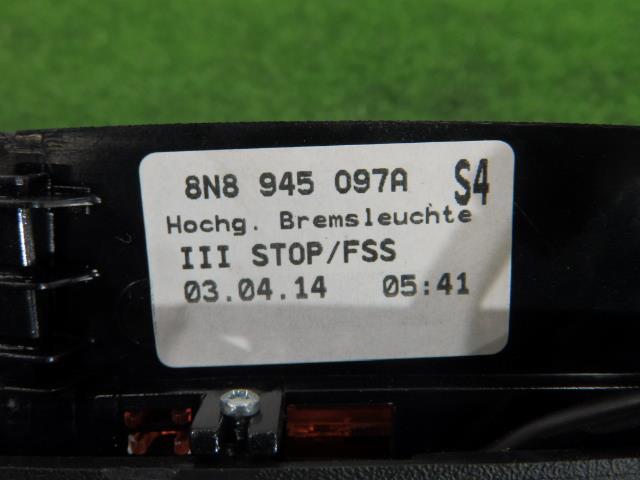 8N8 945 097A S4
Hochg. Bremsleuchte
III STOP/FSS
03.04.14 05:41